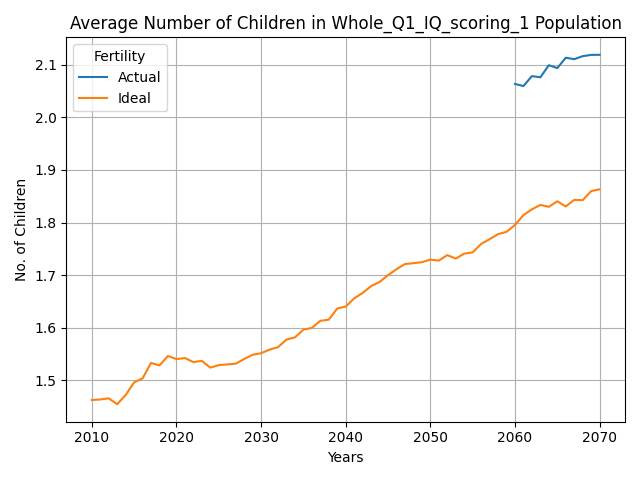 Average Number of Children in Whole_Q1_IQ_scoring_1 Population
Fertility
Actual
Ideal
No. of Children
2.1
2.0
1.9
1.8
1.7
1.6
1.5
2010 2020 2030 2040 2050 2060 2070
Years